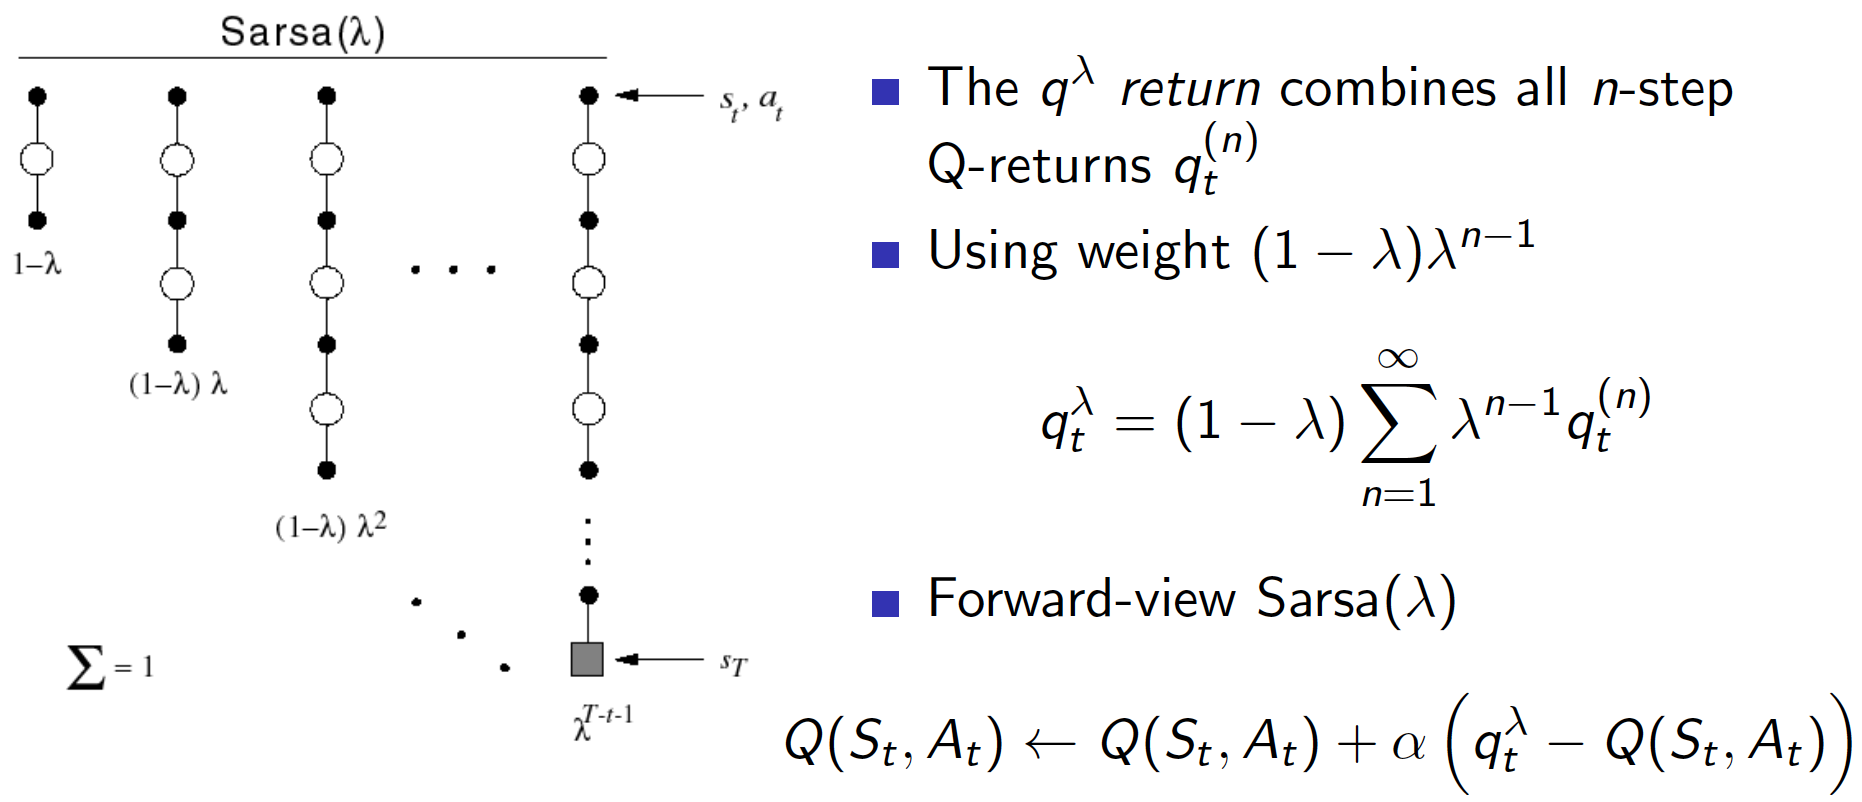 Sarsa(λ)
s_t, a_t
1–λ
(1–λ) λ
(1–λ) λ²
Σ = 1
s_T
λ^{T-t-1}
The q^λ return combines all n-step
Q-returns q_t^{(n)}
Using weight (1 − λ)λ^{n−1}
q_t^λ = (1 − λ) ∑_{n=1}^{∞} λ^{n−1} q_t^{(n)}
Forward-view Sarsa(λ)
Q(S_t, A_t) ← Q(S_t, A_t) + α (q_t^λ − Q(S_t, A_t))